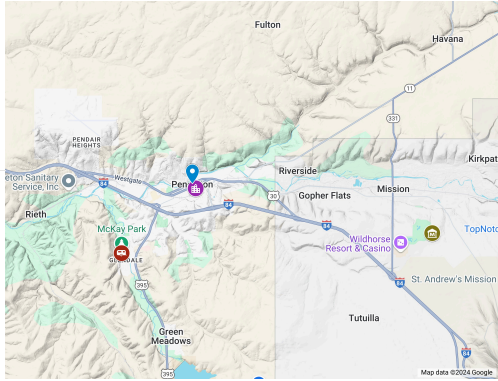 Fulton
Havana
11
331
PENDAIR
HEIGHTS
Kirkpat
eton Sanitary
Service, Inc
84
Westgate
Riverside
Mission
30
Gopher Flats
Rieth
84
McKay Park
84
Wildhorse
Resort & Casino
TopNotc
395
84
St. Andrew's Mission
Tutuilla
Green
Meadows
395
84
Map data ©2024 Google